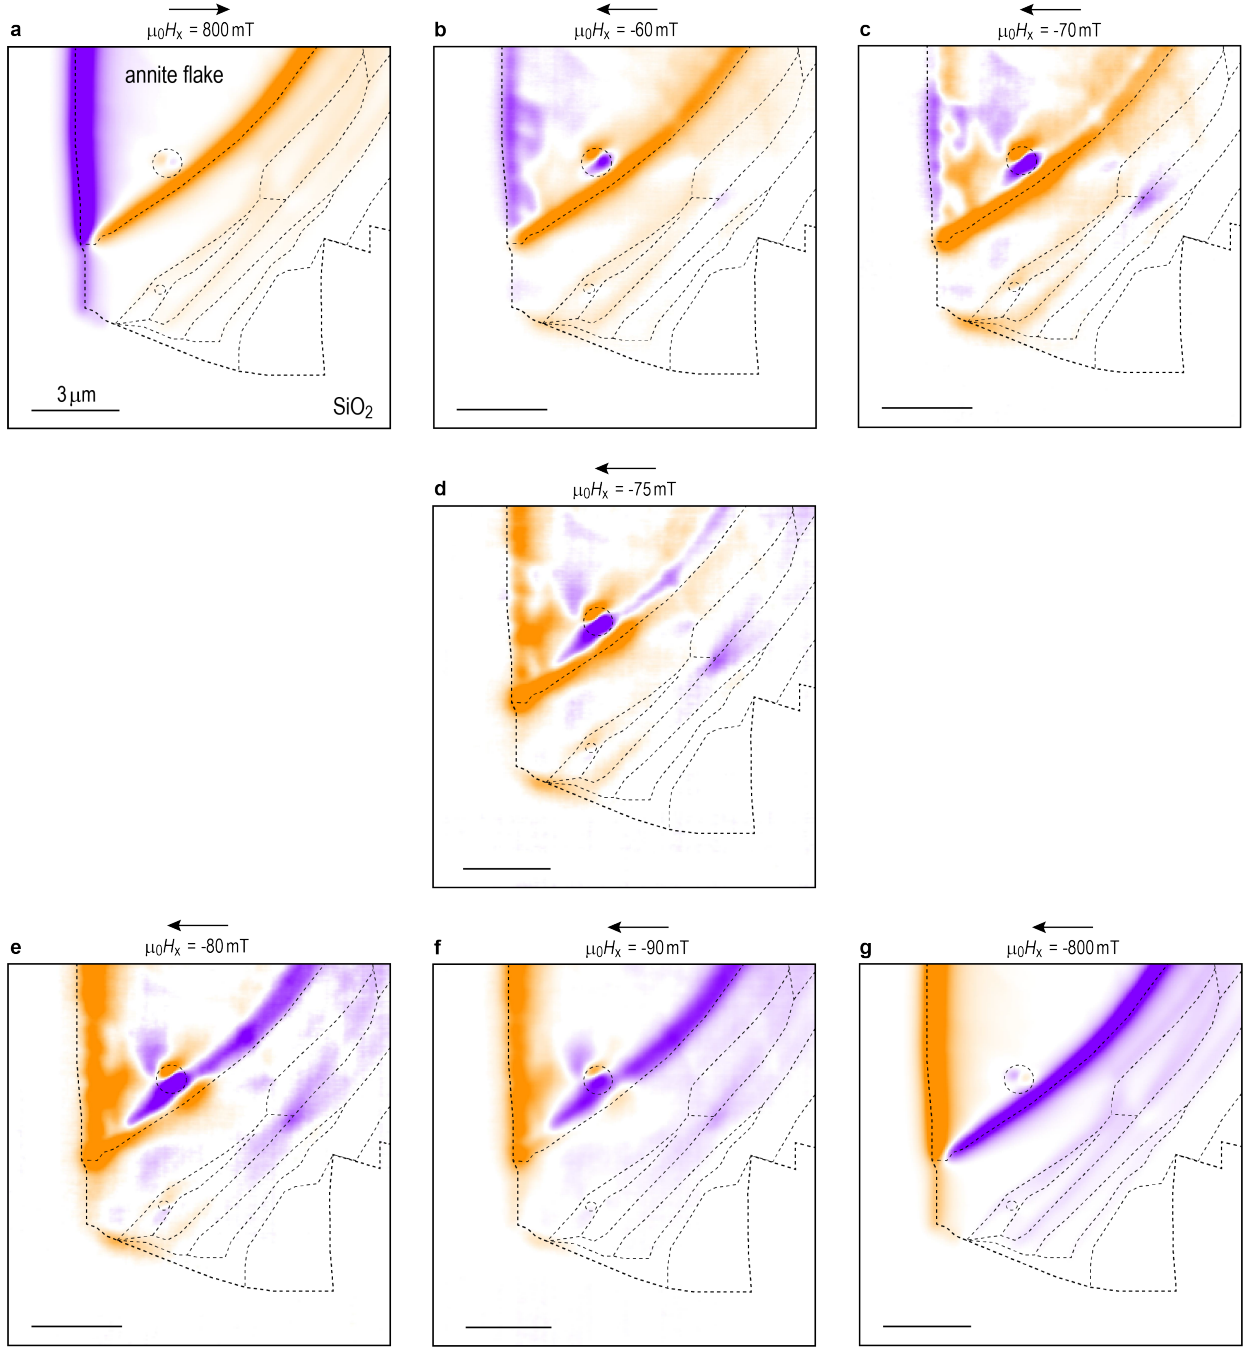 a
μ₀Hₓ = 800 mT
annite flake
3 μm
SiO₂
b
μ₀Hₓ = -60 mT
c
μ₀Hₓ = -70 mT
d
μ₀Hₓ = -75 mT
e
μ₀Hₓ = -80 mT
f
μ₀Hₓ = -90 mT
g
μ₀Hₓ = -800 mT